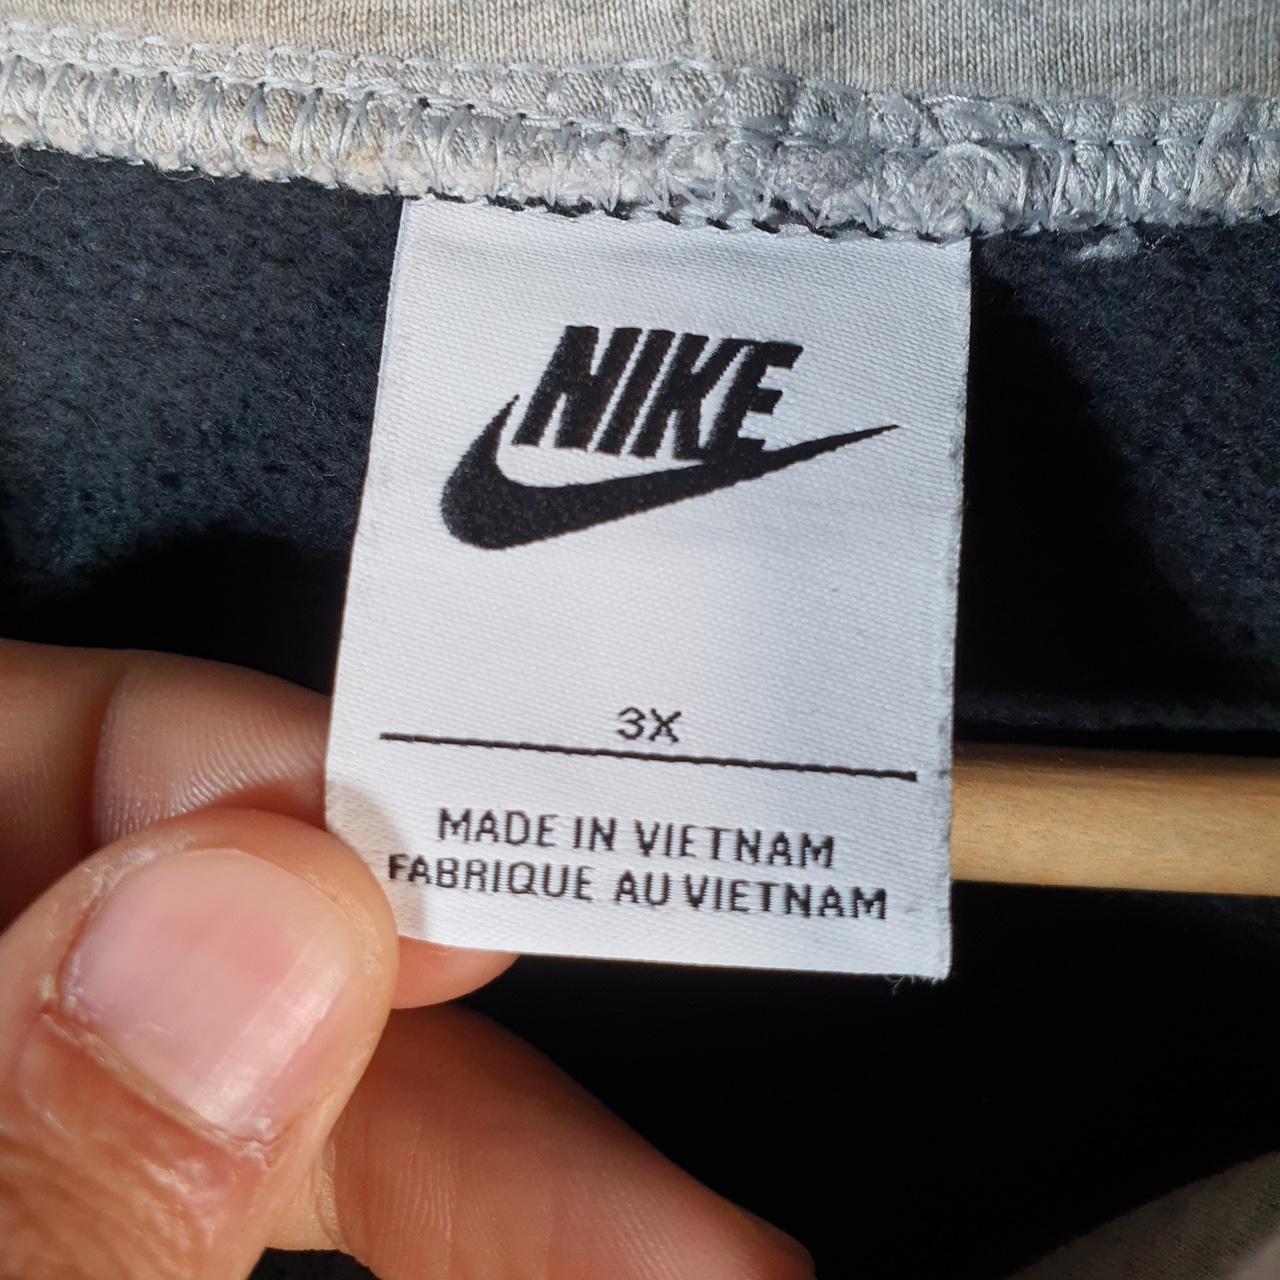 NIKE
3X
MADE IN VIETNAM
FABRIQUE AU VIETNAM